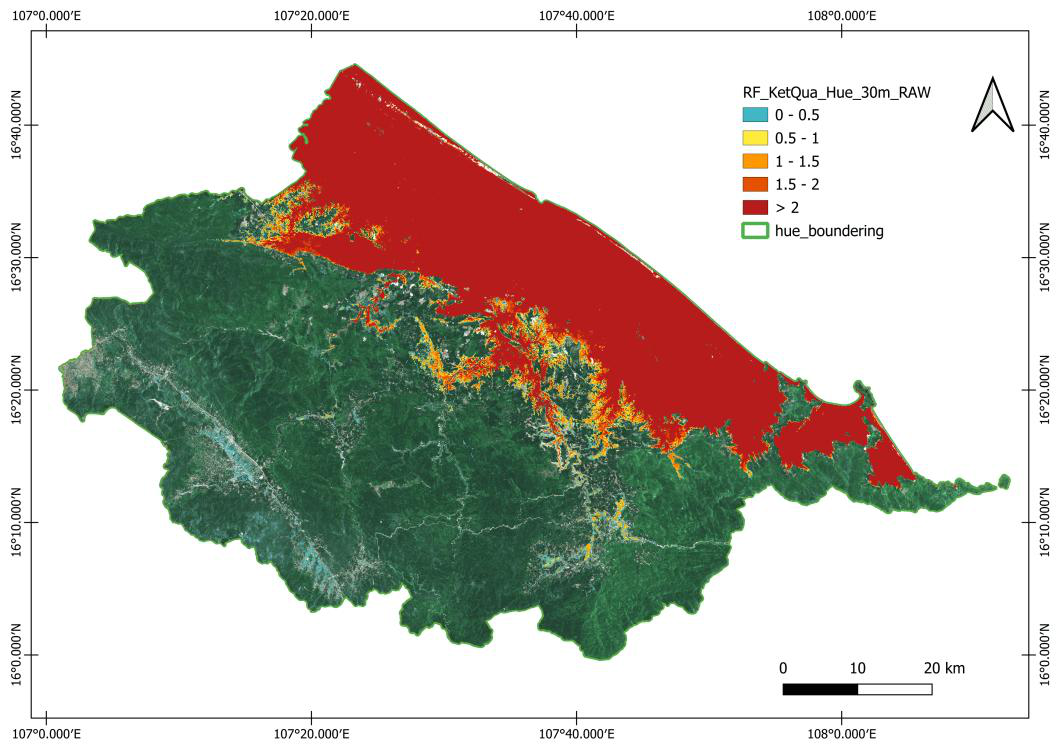 107°0.000′E 107°20.000′E 107°40.000′E 108°0.000′E
RF_KetQua_Hue_30m_RAW
0 - 0.5
0.5 - 1
1 - 1.5
1.5 - 2
> 2
hue_boundering
16°40.000′N 16°40.000′N
16°30.000′N 16°30.000′N
16°20.000′N 16°20.000′N
16°10.000′N 16°10.000′N
16°0.000′N 16°0.000′N
0 10 20 km
107°0.000′E 107°20.000′E 107°40.000′E 108°0.000′E